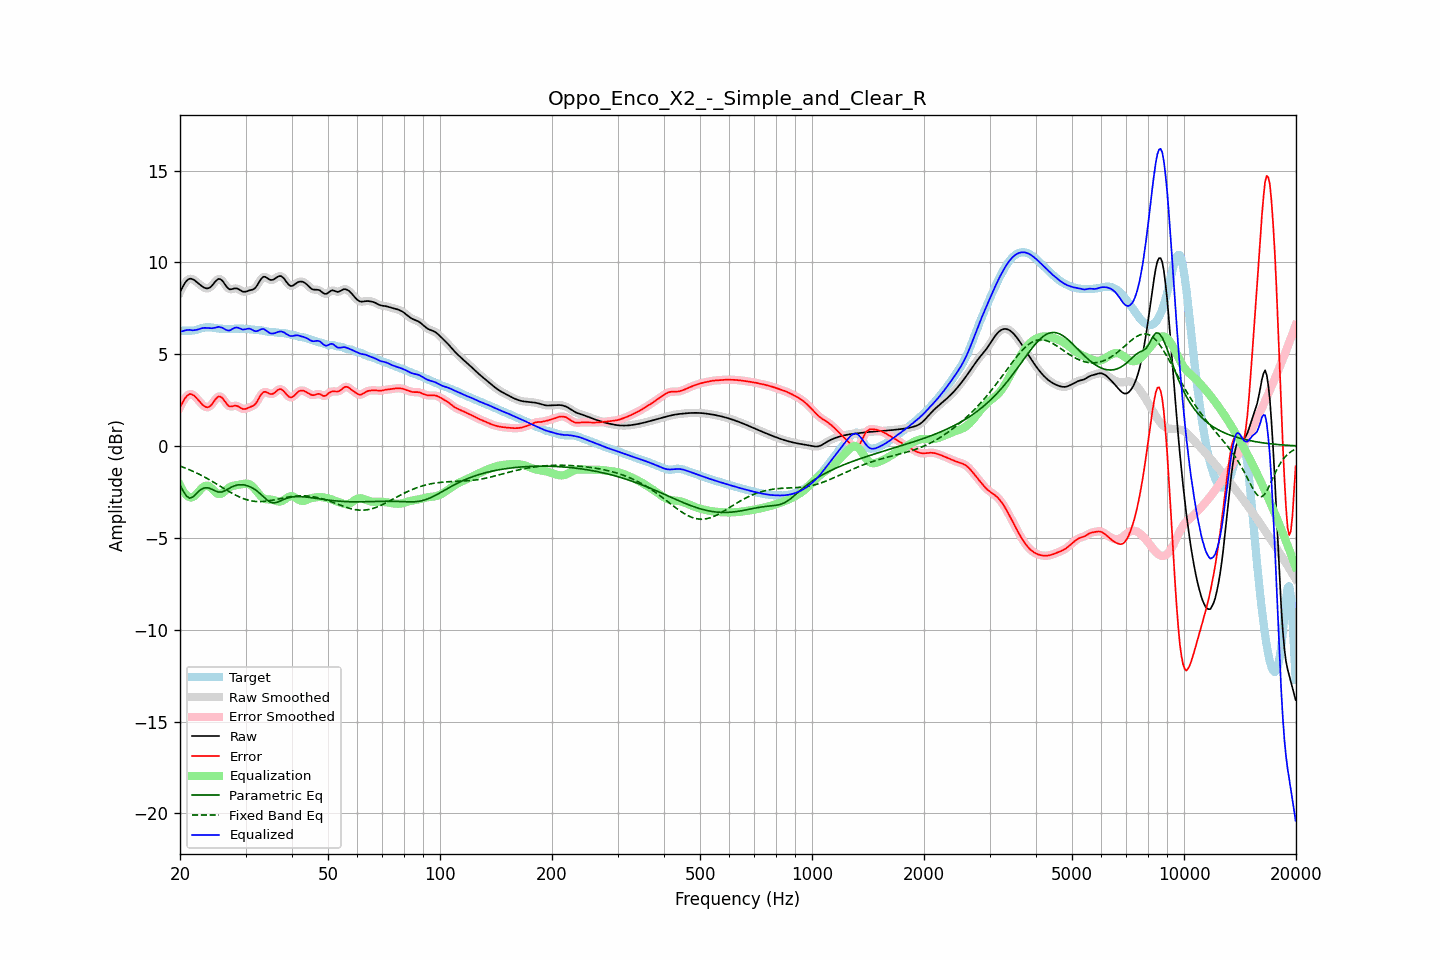 Oppo_Enco_X2_-_Simple_and_Clear_R
Amplitude (dBr)
15
10
5
0
−5
−10
−15
−20
Target
Raw Smoothed
Error Smoothed
Raw
Error
Equalization
Parametric Eq
Fixed Band Eq
Equalized
20 50 100 200 500 1000 2000 5000 10000 20000
Frequency (Hz)